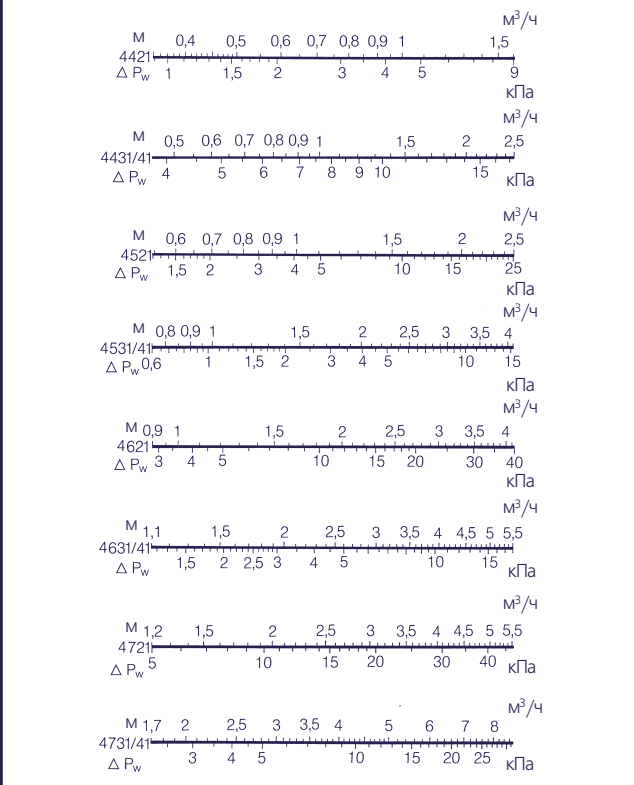 м³/ч
М 0,4 0,5 0,6 0,7 0,8 0,9 1 1,5
4421
Δ Pw 1 1,5 2 3 4 5 9
кПа
м³/ч
М 0,5 0,6 0,7 0,8 0,9 1 1,5 2 2,5
4431/41
Δ Pw 4 5 6 7 8 9 10 15
кПа
м³/ч
М 0,6 0,7 0,8 0,9 1 1,5 2 2,5
4521
Δ Pw 1,5 2 3 4 5 10 15 25
кПа
м³/ч
М 0,8 0,9 1 1,5 2 2,5 3 3,5 4
4531/41
Δ Pw 0,6 1 1,5 2 3 4 5 10 15
кПа
м³/ч
М 0,9 1 1,5 2 2,5 3 3,5 4
4621
Δ Pw 3 4 5 10 15 20 30 40
кПа
м³/ч
М 1,1 1,5 2 2,5 3 3,5 4 4,5 5 5,5
4631/41
Δ Pw 1,5 2 2,5 3 4 5 10 15
кПа
м³/ч
М 1,2 1,5 2 2,5 3 3,5 4 4,5 5 5,5
4721
Δ Pw 5 10 15 20 30 40
кПа
м³/ч
М 1,7 2 2,5 3 3,5 4 5 6 7 8
4731/41
Δ Pw 3 4 5 10 15 20 25
кПа